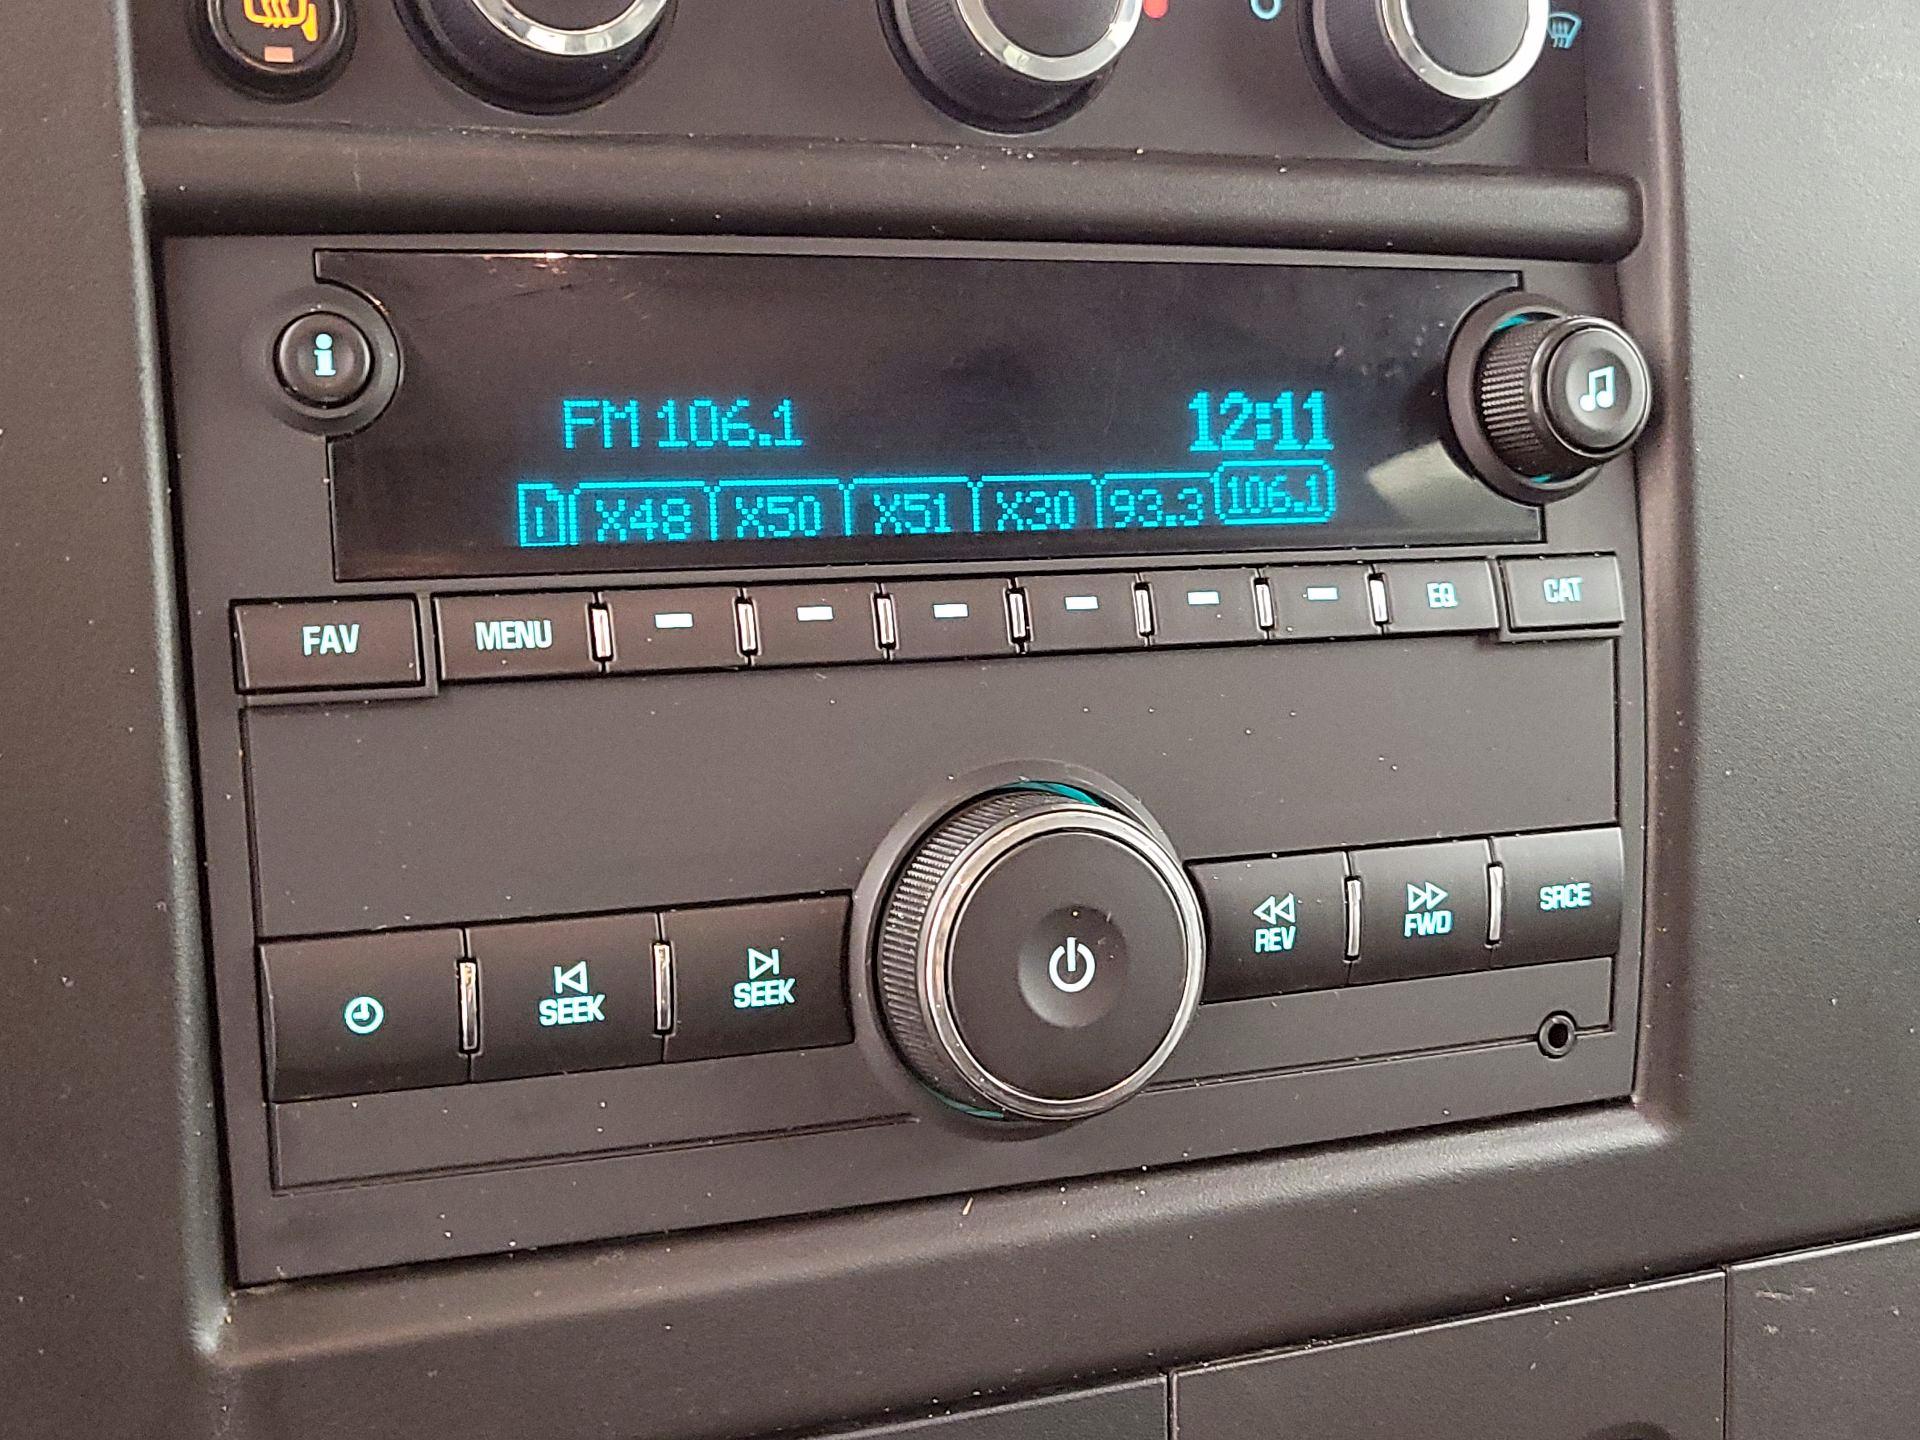 i
FM 106.1 12:11
1 X48 X50 X51 X30 93.3 106.1
FAV MENU EQ CAT
SEEK SEEK REV FWD SRCE